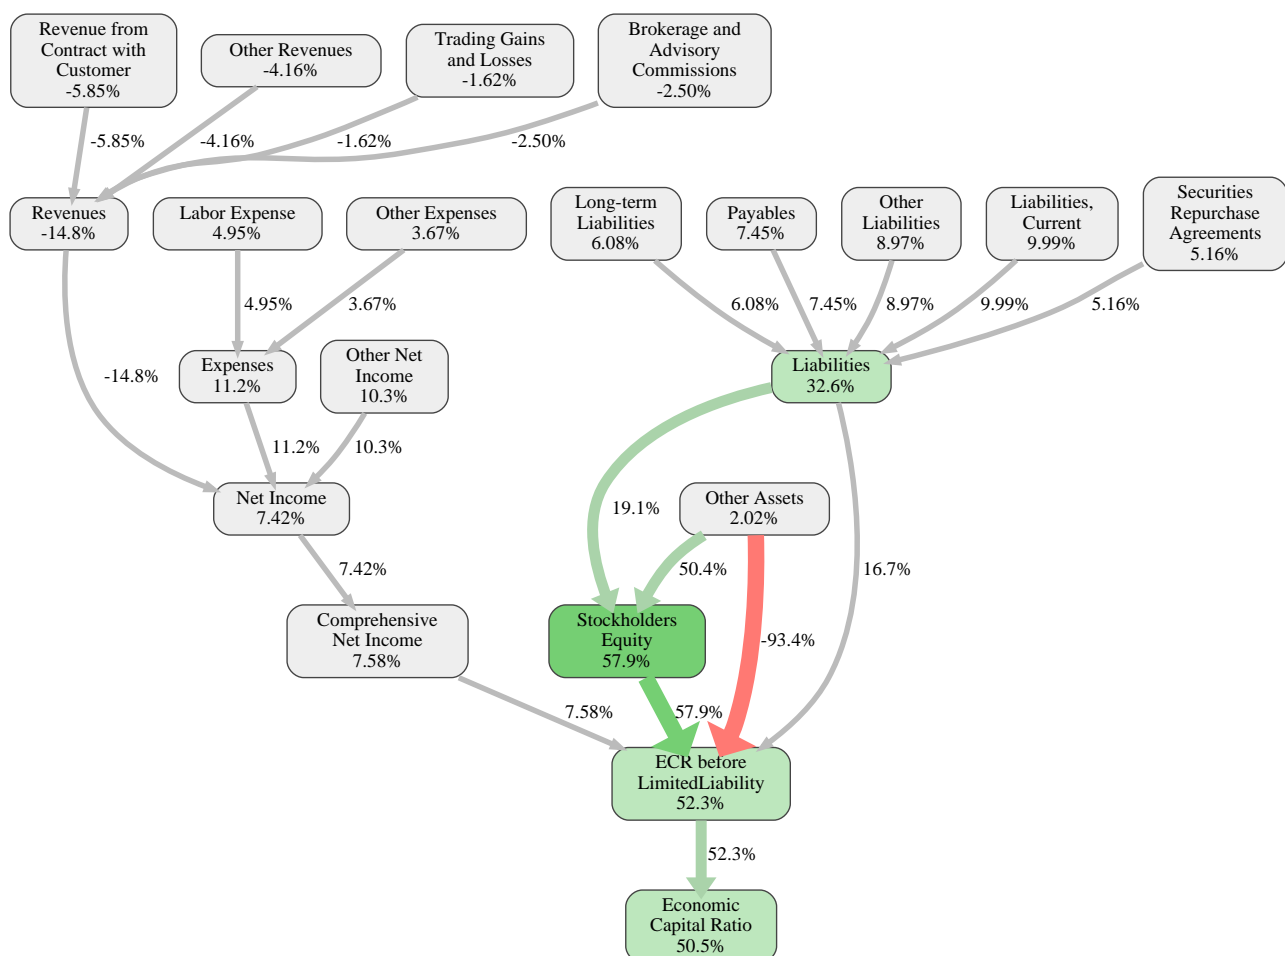 Revenue from
Contract with
Customer
-5.85%
Other Revenues
-4.16%
Trading Gains
and Losses
-1.62%
Brokerage and
Advisory
Commissions
-2.50%
-5.85%
-4.16%
-1.62%
-2.50%
Revenues
-14.8%
Labor Expense
4.95%
Other Expenses
3.67%
Long-term
Liabilities
6.08%
Payables
7.45%
Other
Liabilities
8.97%
Liabilities,
Current
9.99%
Securities
Repurchase
Agreements
5.16%
4.95%
3.67%
6.08%
7.45%
8.97%
9.99%
5.16%
-14.8%
Expenses
11.2%
Other Net
Income
10.3%
Liabilities
32.6%
11.2%
10.3%
Net Income
7.42%
19.1%
Other Assets
2.02%
7.42%
50.4%
16.7%
Comprehensive
Net Income
7.58%
Stockholders
Equity
57.9%
-93.4%
7.58%
57.9%
ECR before
LimitedLiability
52.3%
52.3%
Economic
Capital Ratio
50.5%